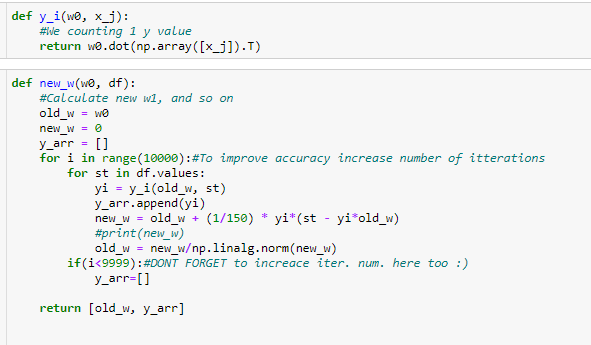 def y_i(w0, x_j):
    #We counting 1 y value
    return w0.dot(np.array([x_j]).T)
def new_w(w0, df):
    #Calculate new w1, and so on
    old_w = w0
    new_w = 0
    y_arr = []
    for i in range(10000):#To improve accuracy increase number of itterations
        for st in df.values:
            yi = y_i(old_w, st)
            y_arr.append(yi)
            new_w = old_w + (1/150) * yi*(st - yi*old_w)
            #print(new_w)
            old_w = new_w/np.linalg.norm(new_w)
        if(i<9999):#DONT FORGET to increace iter. num. here too :)
            y_arr=[]
    return [old_w, y_arr]